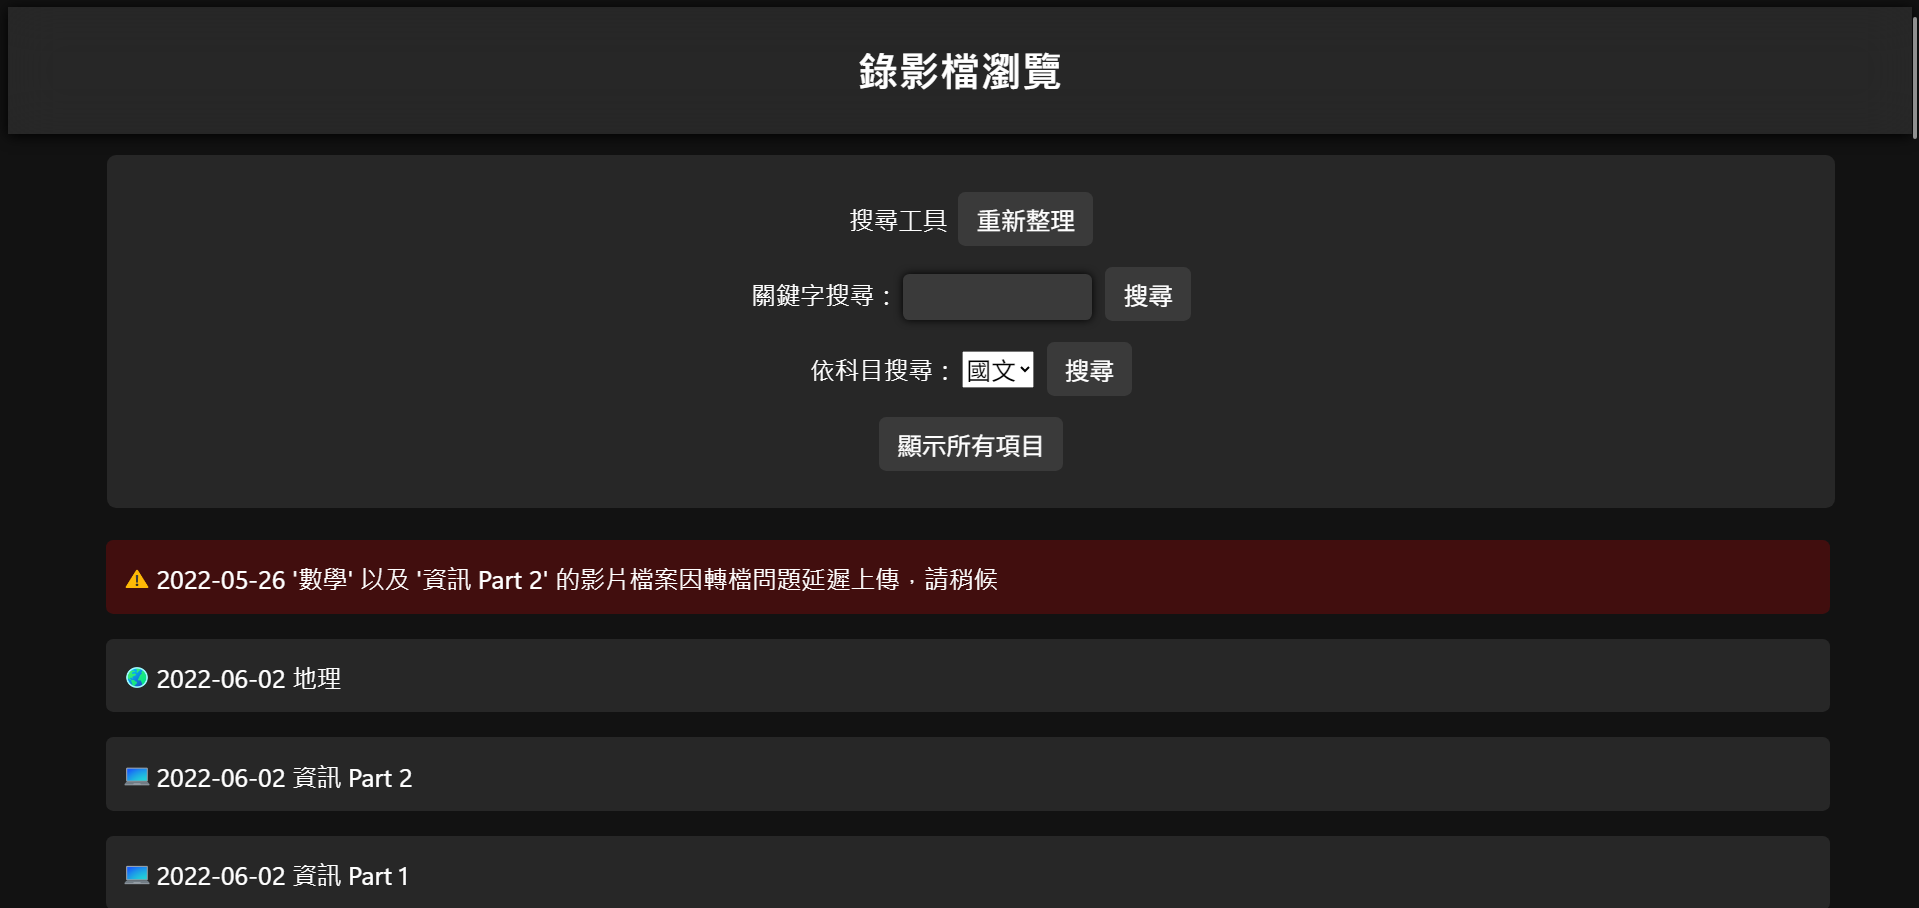 錄影檔瀏覽
搜尋工具 重新整理
關鍵字搜尋： 搜尋
依科目搜尋： 國文 搜尋
顯示所有項目
2022-05-26 '數學' 以及 '資訊 Part 2' 的影片檔案因轉檔問題延遲上傳，請稍候
2022-06-02 地理
2022-06-02 資訊 Part 2
2022-06-02 資訊 Part 1